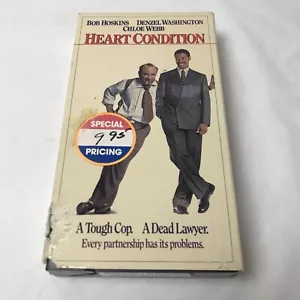 BOB HOSKINS DENZEL WASHINGTON
CHLOE WEBB
HEART CONDITION
SPECIAL
9 95
PRICING
A Tough Cop. A Dead Lawyer.
Every partnership has its problems.